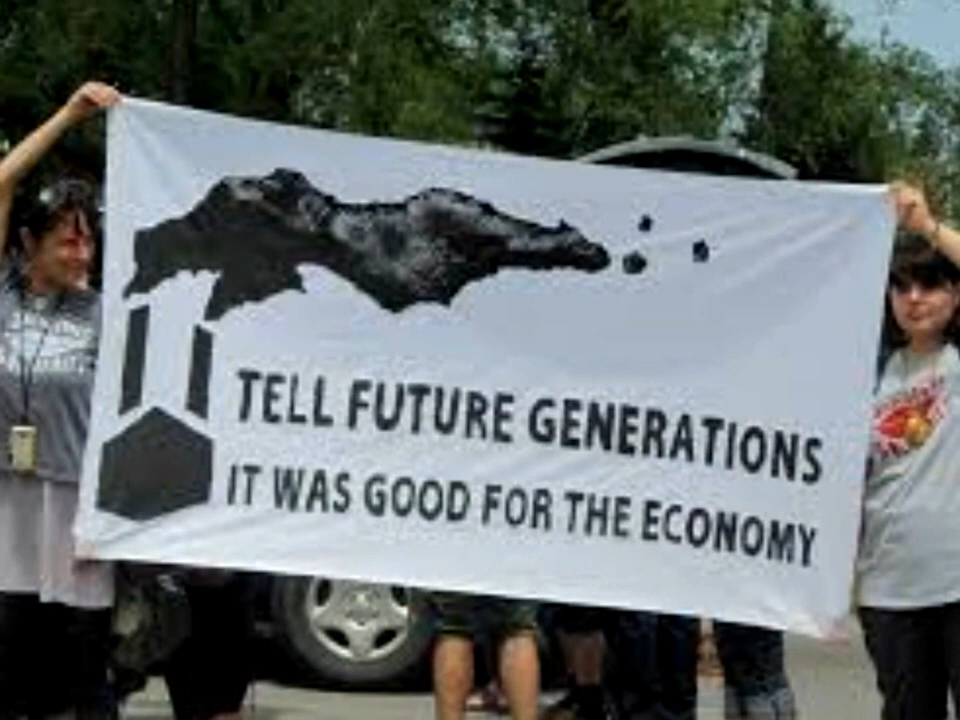 TELL FUTURE GENERATIONS
IT WAS GOOD FOR THE ECONOMY